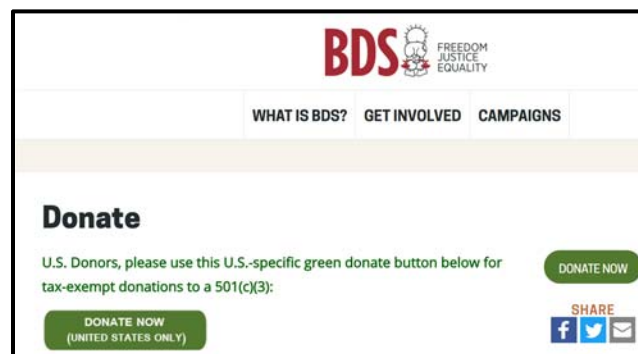 BDS
FREEDOM
JUSTICE
EQUALITY
WHAT IS BDS? GET INVOLVED CAMPAIGNS
Donate
U.S. Donors, please use this U.S.-specific green donate button below for
tax-exempt donations to a 501(c)(3):
DONATE NOW
(UNITED STATES ONLY)
DONATE NOW
SHARE